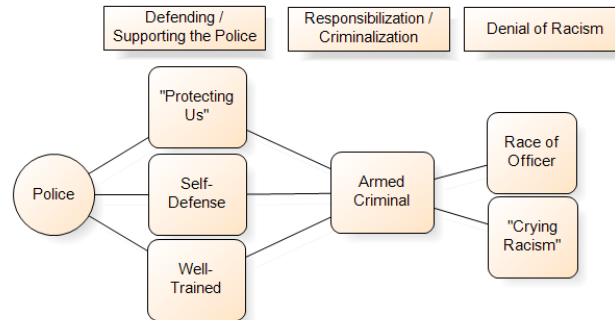 Defending /
Supporting the Police
Responsibilization /
Criminalization
Denial of Racism
"Protecting
Us"
Police
Self-
Defense
Well-
Trained
Armed
Criminal
Race of
Officer
"Crying
Racism"